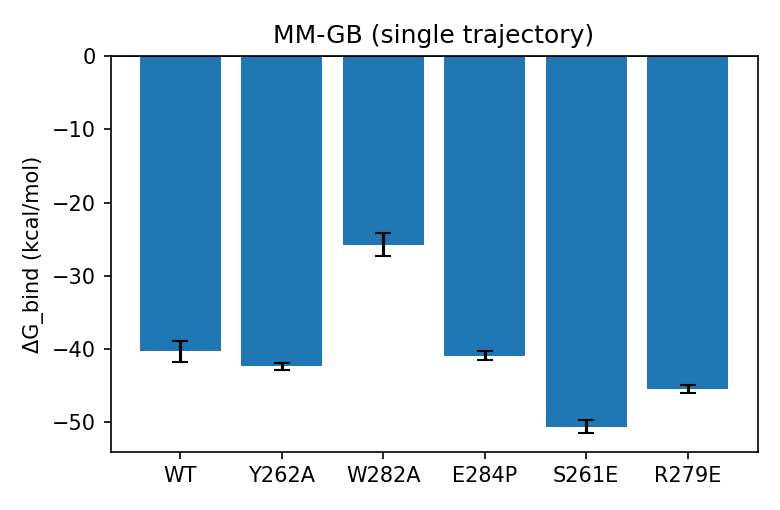 MM-GB (single trajectory)
ΔG_bind (kcal/mol)
0
−10
−20
−30
−40
−50
WT Y262A W282A E284P S261E R279E